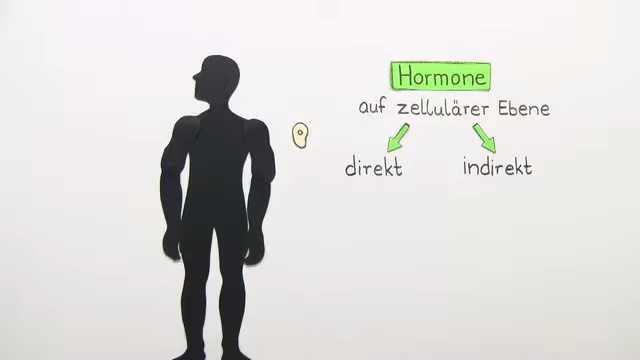 Hormone
auf zellulärer Ebene
direkt indirekt